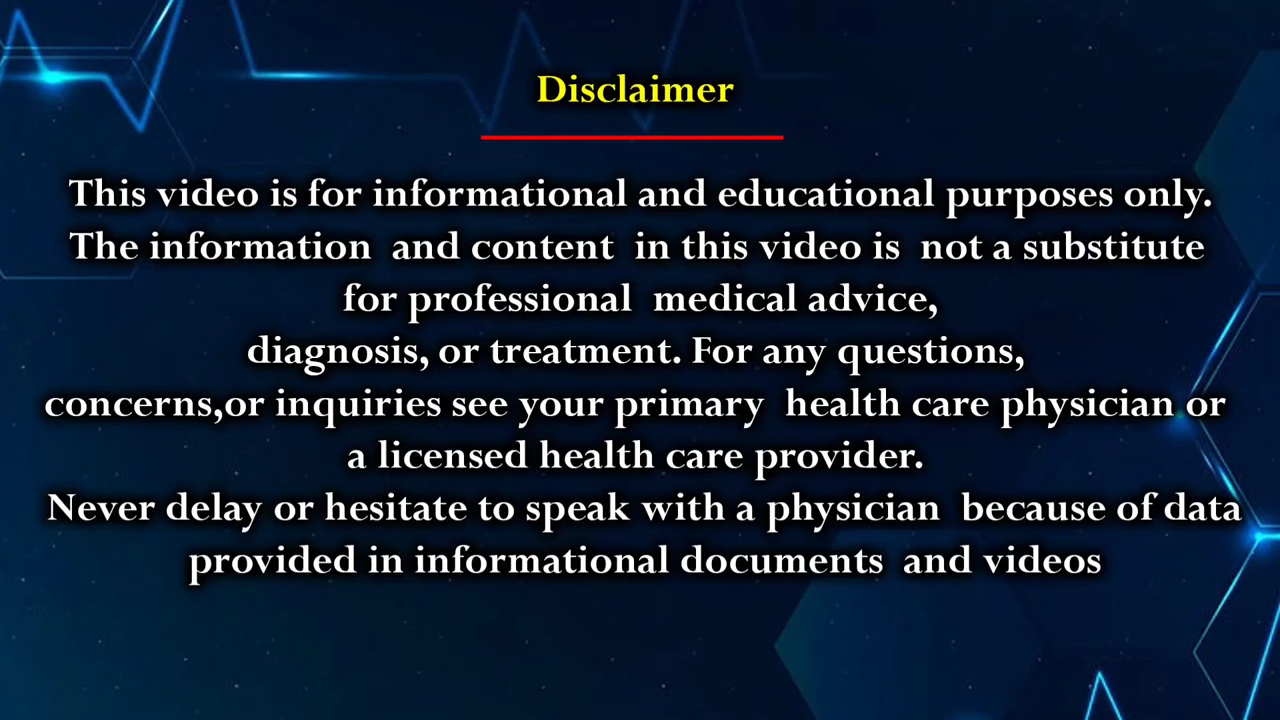 Disclaimer
This video is for informational and educational purposes only.
The information  and content  in this video is  not a substitute
for professional  medical advice,
diagnosis, or treatment. For any questions,
concerns,or inquiries see your primary  health care physician or
a licensed health care provider.
Never delay or hesitate to speak with a physician  because of data
provided in informational documents  and videos